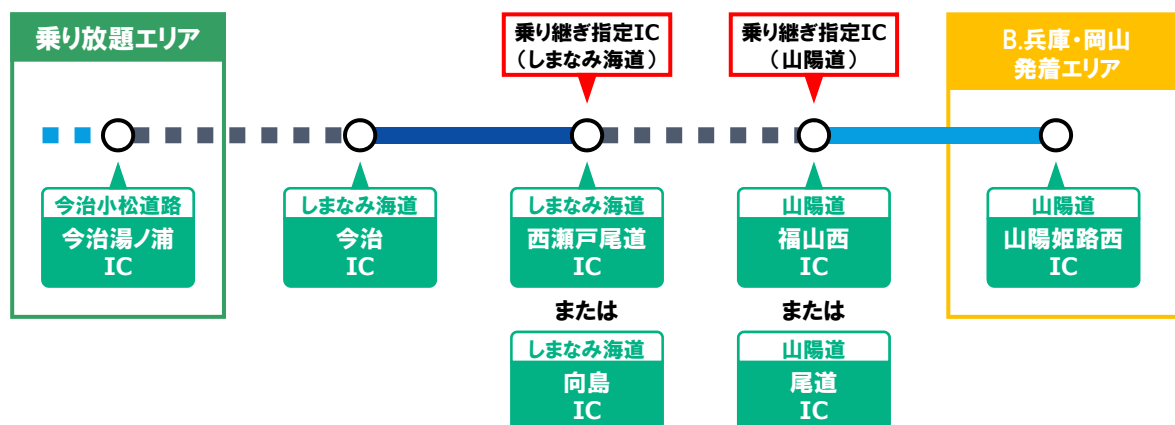 乗り放題エリア
乗り継ぎ指定IC
（しまなみ海道）
乗り継ぎ指定IC
（山陽道）
B.兵庫・岡山
発着エリア
今治小松道路
今治湯ノ浦
IC
しまなみ海道
今治
IC
しまなみ海道
西瀬戸尾道
IC
または
しまなみ海道
向島
IC
山陽道
福山西
IC
または
山陽道
尾道
IC
山陽道
山陽姫路西
IC